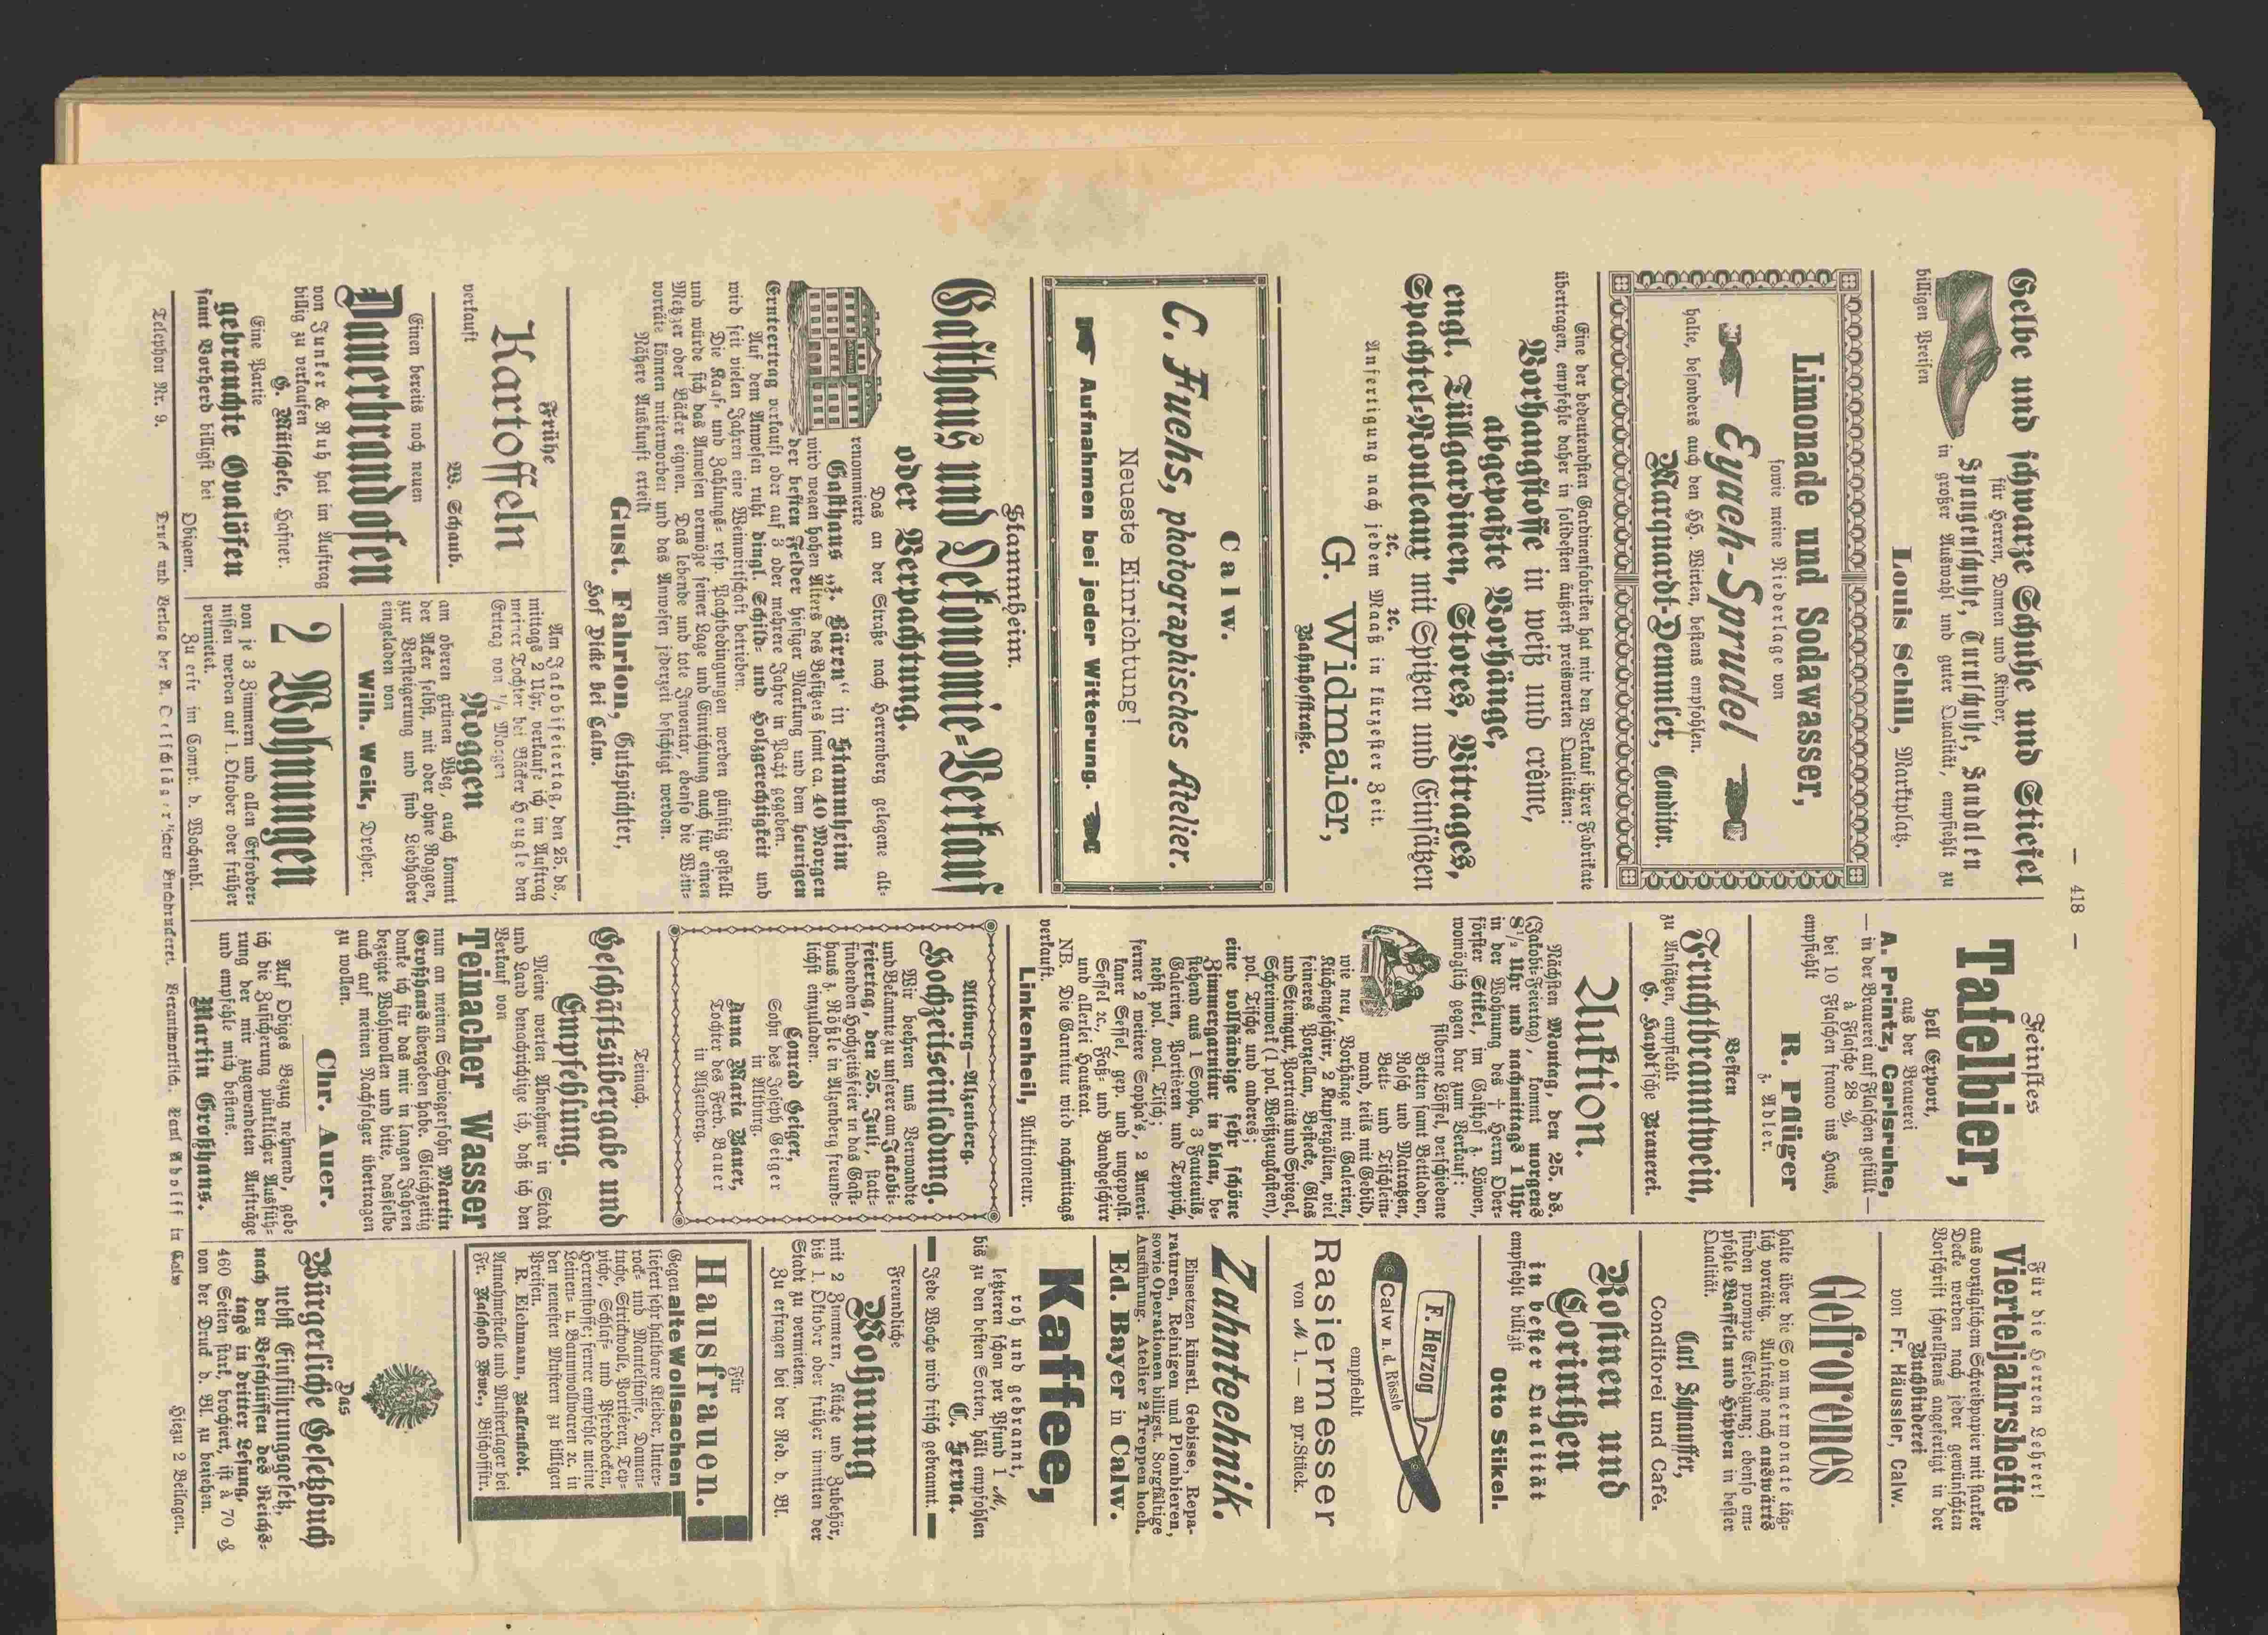 — 418 —
Gelbe und schwarze Schuhe und Stiefel
für Herren, Damen und Kinder,
Spangenschuhe, Turnschuhe, Sandalen
in großer Auswahl und guter Qualität, empfiehlt zu
billigen Preisen
Louis Schill, Marktplatz.
Limonade und Sodawasser,
sowie meine Niederlage von
Eyach-Sprudel
halte, besonders auch den HH. Wirten, bestens empfohlen.
Marquardt-Demmler, Conditor.
Eine der bedeutendsten Gardinenfabriken hat mir den Verkauf ihrer Fabrikate
übertragen, empfehle daher in solidesten äußerst preiswerten Qualitäten:
Vorhangstoffe in weiß und crême,
abgepaßte Vorhänge,
engl. Tüllgardinen, Stores, Vitrages,
Spachtel-Rouleaux mit Spitzen und Einsätzen
ꝛc. ꝛc.
Anfertigung nach jedem Maaß in kürzester Zeit.
G. Widmaier,
Bahnhofstraße.
Calw.
C. Fuchs, photographisches Atelier.
Neueste Einrichtung!
Aufnahmen bei jeder Witterung.
Stammheim.
Gasthaus und Oekonomie-Verkauf
oder Verpachtung.
Das an der Straße nach Herrenberg gelegene alt-
renommierte
Gasthaus „z. Bären“ in Stammheim
wird wegen hohen Alters des Besitzers samt ca. 40 Morgen
der besten Felder hiesiger Markung und dem heurigen
Ernteertrag verkauft oder auf 3 oder mehrere Jahre in Pacht gegeben.
Auf dem Anwesen ruht dingl. Schild- und Holzgerechtigkeit und
wird seit vielen Jahren eine Weinwirtschaft betrieben.
Die Kauf- und Zahlungs- resp. Pachtbedingungen werden günstig gestellt
und würde sich das Anwesen vermöge seiner Lage und Einrichtung auch für einen
Metzger oder Bäcker eignen. Das lebende und tote Inventar, ebenso die Wein-
vorräte können miterworben und das Anwesen jederzeit besichtigt werden.
Nähere Auskunft erteilt
Gust. Fahrion, Gutspächter,
Hof Dicke bei Calw.
Frühe
Kartoffeln
verkauft
W. Schaub.
Einen bereits noch neuen
Dauerbrandofen
von Junker & Ruh hat im Auftrag
billig zu verkaufen
G. Mütschele, Hafner.
Eine Partie
gebrauchte Ovalöfen
samt Vorherd billigst bei
Obigem.
Am Jakobifeiertag, den 25. ds.,
mittags 2 Uhr, verkaufe ich im Auftrag
meiner Tochter bei Bäcker Heugle den
Ertrag von ½ Morgen
Roggen
am oberen grünen Weg, auch kommt
der Acker selbst, mit oder ohne Roggen,
zur Versteigerung und sind Liebhaber
eingeladen von
Wilh. Weik, Dreher.
2 Wohnungen
von je 3 Zimmern und allen Erforder-
nissen werden auf 1. Oktober oder früher
vermietet.
Zu erfr. im Compt. d. Wochenbl.
Feinstes
Tafelbier,
hell Export,
aus der Brauerei
A. Printz, Carlsruhe,
— in der Brauerei auf Flaschen gefüllt —
à Flasche 28 ₰,
bei 10 Flaschen franco ins Haus,
empfiehlt
R. Pflüger
z. Adler.
Besten
Fruchtbranntwein,
zu Ansätzen, empfiehlt
G. Haydt'sche Brauerei.
Auktion.
Nächsten Montag, den 25. ds.
(Jakobi-Feiertag), kommt morgens
8½ Uhr und nachmittags 1 Uhr
in der Wohnung des † Herrn Ober-
förster Stikel, im Gasthof z. Löwen,
womöglich gegen bar zum Verkauf:
silberne Löffel, verschiedene
Betten samt Bettladen,
Rosch und Matratzen,
Bett- und Tischlein-
wand, teils mit Gebild,
wie neu, Vorhänge mit Galerien,
Küchengeschirr, 2 Kupfergölten, viel
feineres Porzellan, Bestecke, Glas
und Steingut, Portraits und Spiegel,
Schreinwerk (1 pol. Weißzeugkasten),
pol. Tische und anderes;
eine vollständige sehr schöne
Zimmergarnitur in blau, be-
stehend aus 1 Sopha, 3 Fauteuils,
Galerien, Portièren und Teppich,
nebst pol. oval. Tisch;
ferner 2 weitere Sopha's, 2 Ameri-
kaner Sessel, gep. und ungepolst.
Sessel ꝛc., Faß- und Bandgeschirr
und allerlei Hausrat.
NB. Die Garnitur wird nachmittags
verkauft.
Linkenheil, Auktioneur.
Altburg—Alzenberg.
Hochzeitseinladung.
Wir beehren uns Verwandte
und Bekannte zu unserer am Jakobi-
feiertag, den 25. Juli, statt-
findenden Hochzeitsfeier in das Gast-
haus z. Rößle in Alzenberg freund-
lichst einzuladen.
Conrad Geiger,
Sohn des Joseph Geiger
in Altburg.
Anna Maria Bauer,
Tochter des Ferd. Bauer
in Alzenberg.
Teinach.
Geschäftsübergabe und
Empfehlung.
Meine werten Abnehmer in Stadt
und Land benachrichtige ich, daß ich den
Verkauf von
Teinacher Wasser
nun an meinen Schwiegersohn Martin
Großhans übergeben habe. Gleichzeitig
danke ich für das mir in langen Jahren
bezeigte Wohlwollen und bitte, dasselbe
auch auf meinen Nachfolger übertragen
zu wollen.
Chr. Auer.
Auf Obiges Bezug nehmend, gebe
ich die Zusicherung pünktlicher Ausfüh-
rung der mir zugewendeten Aufträge
und empfehle mich bestens.
Martin Großhans.
Für die Herren Lehrer!
Vierteljahrshefte
aus vorzüglichem Schreibpapier mit starker
Decke werden nach jeder gewünschten
Vorschrift schnellstens angefertigt in der
Buchbinderei
von Fr. Häussler, Calw.
Gefrorenes
halte über die Sommermonate täg-
lich vorrätig. Aufträge nach auswärts
finden prompte Erledigung; ebenso em-
pfehle Waffeln und Hippen in bester
Qualität.
Carl Schnauffer,
Conditorei und Café.
Rosinen und
Corinthen
in bester Qualität
empfiehlt billigst
Otto Stikel.
F. Herzog
Calw n. d. Rössle
empfiehlt
Rasiermesser
von ℳ 1. — an pr. Stück.
Zahntechnik.
Einsetzen künstl. Gebisse, Repa-
raturen, Reinigen und Plombieren,
sowie Operationen billigst. Sorgfältige
Ausführung. Atelier 2 Treppen hoch.
Ed. Bayer in Calw.
Kaffee,
roh und gebrannt,
letzteren schon per Pfund 1 ℳ,
bis zu den besten Sorten, hält empfohlen
C. Serva.
Jede Woche wird frisch gebrannt.
Freundliche
Wohnung
mit 2 Zimmern, Küche und Zubehör,
bis 1. Oktober oder früher inmitten der
Stadt zu vermieten.
Zu erfragen bei der Red. d. Bl.
Für
Hausfrauen.
Gegen alte Wollsachen
liefert sehr haltbare Kleider, Unter-
rock- und Mantelstoffe, Damen-
tuche, Strickwolle, Portièren, Tep-
piche, Schlaf- und Pferdedecken,
Herrenstoffe; ferner empfehle meine
Leinen- u. Baumwollwaren ꝛc. in
den neuesten Mustern zu billigen
Preisen.
R. Eichmann, Ballenstedt.
Annahmestelle und Musterlager bei
Fr. Raschold Wwe., Bischoffstr.
Das
Bürgerliche Gesetzbuch
nebst Einführungsgesetz,
nach den Beschlüssen des Reichs-
tags in dritter Lesung,
460 Seiten stark, brochiert, ist à 70 ₰
von der Druck. d. Bl. zu beziehen.
Telephon Nr. 9.
Druck und Verlag der A. Oelschläger'schen Buchdruckerei. Verantwortlich: Paul Adolff in Calw
Hiezu 2 Beilagen.